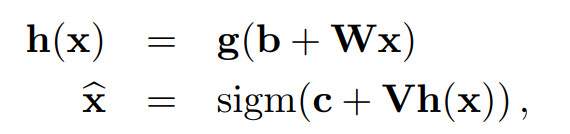 h(x) = g(b + Wx)
x̂ = sigm(c + Vh(x)) ,